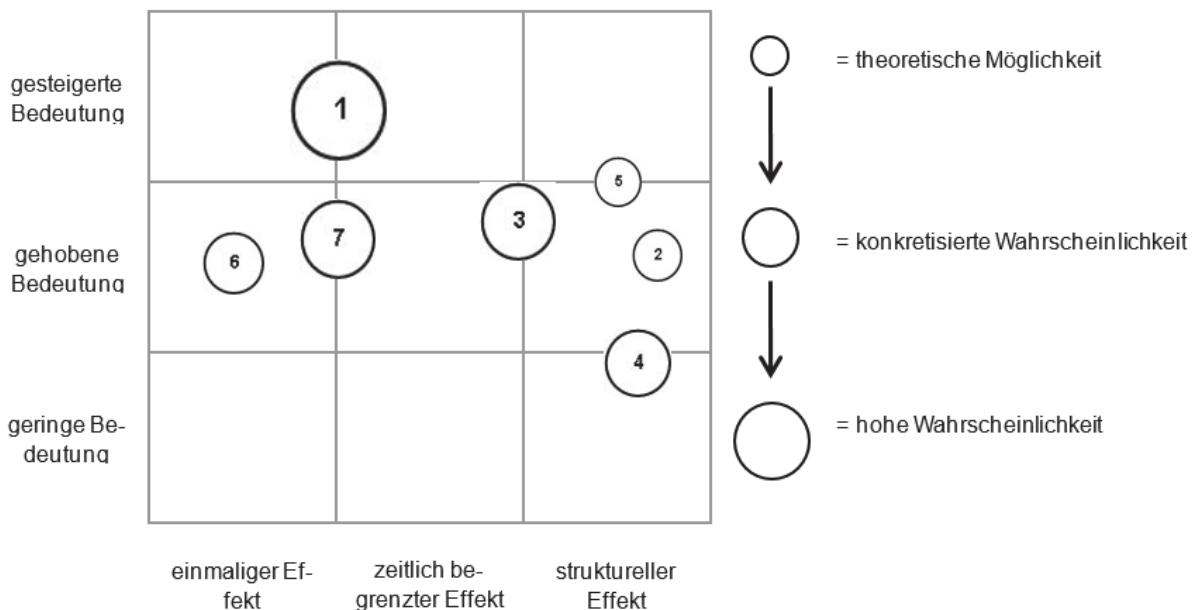 gesteigerte
Bedeutung
1
= theoretische Möglichkeit
5
3
7
2
6
gehobene
Bedeutung
= konkretisierte Wahrscheinlichkeit
4
geringe Be-
deutung
= hohe Wahrscheinlichkeit
einmaliger Ef-
fekt
zeitlich be-
grenzter Effekt
struktureller
Effekt